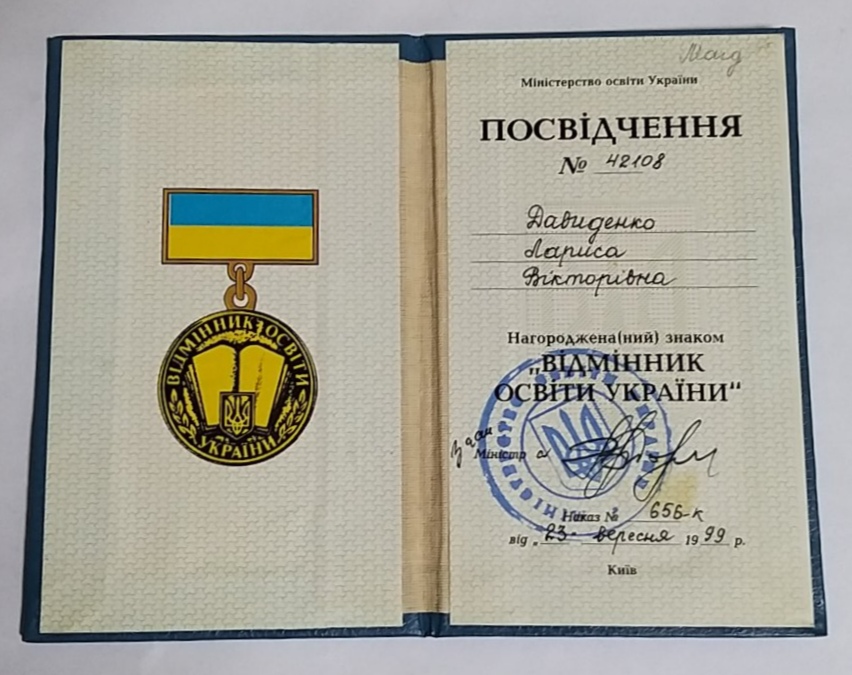 ВІДМІННИК ОСВІТИ
УКРАЇНИ
Міністерство освіти України
ПОСВІДЧЕННЯ
№ 42108
Давиденко
Лариса
Вікторівна
Нагороджена(ний) знаком
„ВІДМІННИК
ОСВІТИ УКРАЇНИ“
Міністр
Наказ № 656-к
від „23“ вересня 1999 р.
Київ